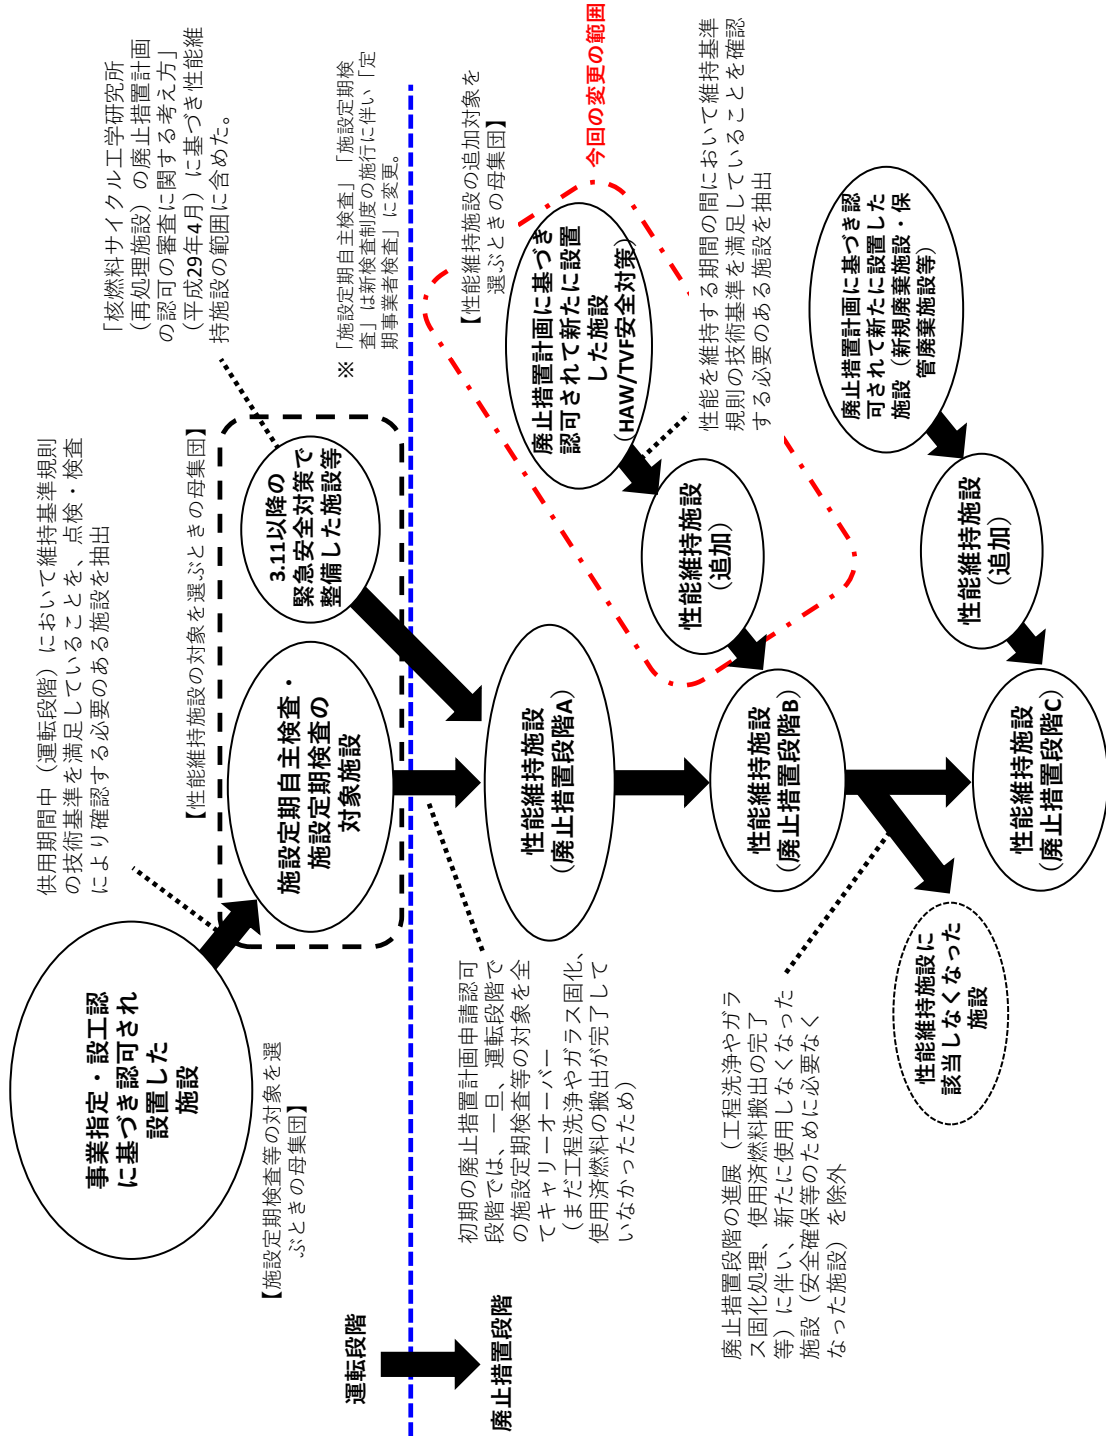 事業指定・設工認
に基づき認可され
設置した
施設
【施設定期検査等の対象を選
ぶときの母集団】
供用期間中（運転段階）において維持基準規則
の技術基準を満足していることを、点検・検査
により確認する必要のある施設を抽出
【性能維持施設の対象を選ぶときの母集団】
施設定期自主検査・
施設定期検査の
対象施設
3.11以降の
緊急安全対策で
整備した施設等
「核燃料サイクル工学研究所
（再処理施設）の廃止措置計画
の認可の審査に関する考え方」
（平成29年4月）に基づき性能維
持施設の範囲に含めた。
※「施設定期自主検査」「施設定期検
査」は新検査制度の施行に伴い「定
期事業者検査」に変更。
運転段階
廃止措置段階
初期の廃止措置計画申請認可
段階では、一旦、運転段階で
の施設定期検査等の対象を全
てキャリーオーバー
（まだ工程洗浄やガラス固化、
使用済燃料の搬出が完了して
いなかったため）
性能維持施設
（廃止措置段階A）
【性能維持施設の追加対象を
選ぶときの母集団】
廃止措置計画に基づき
認可されて新たに設置
した施設
（HAW/TVF安全対策）
今回の変更の範囲
性能維持施設
（追加）
性能を維持する期間の間において維持基準
規則の技術基準を満足していることを確認
する必要のある施設を抽出
性能維持施設
（廃止措置段階B）
廃止措置段階の進展（工程洗浄やガラ
ス固化処理、使用済燃料搬出の完了
等）に伴い、新たに使用しなくなった
施設（安全確保等のために必要なく
なった施設）を除外
廃止措置計画に基づき認
可されて新たに設置した
施設（新規廃棄施設・保
管廃棄施設等）
性能維持施設
（追加）
性能維持施設に
該当しなくなった
施設
性能維持施設
（廃止措置段階C）